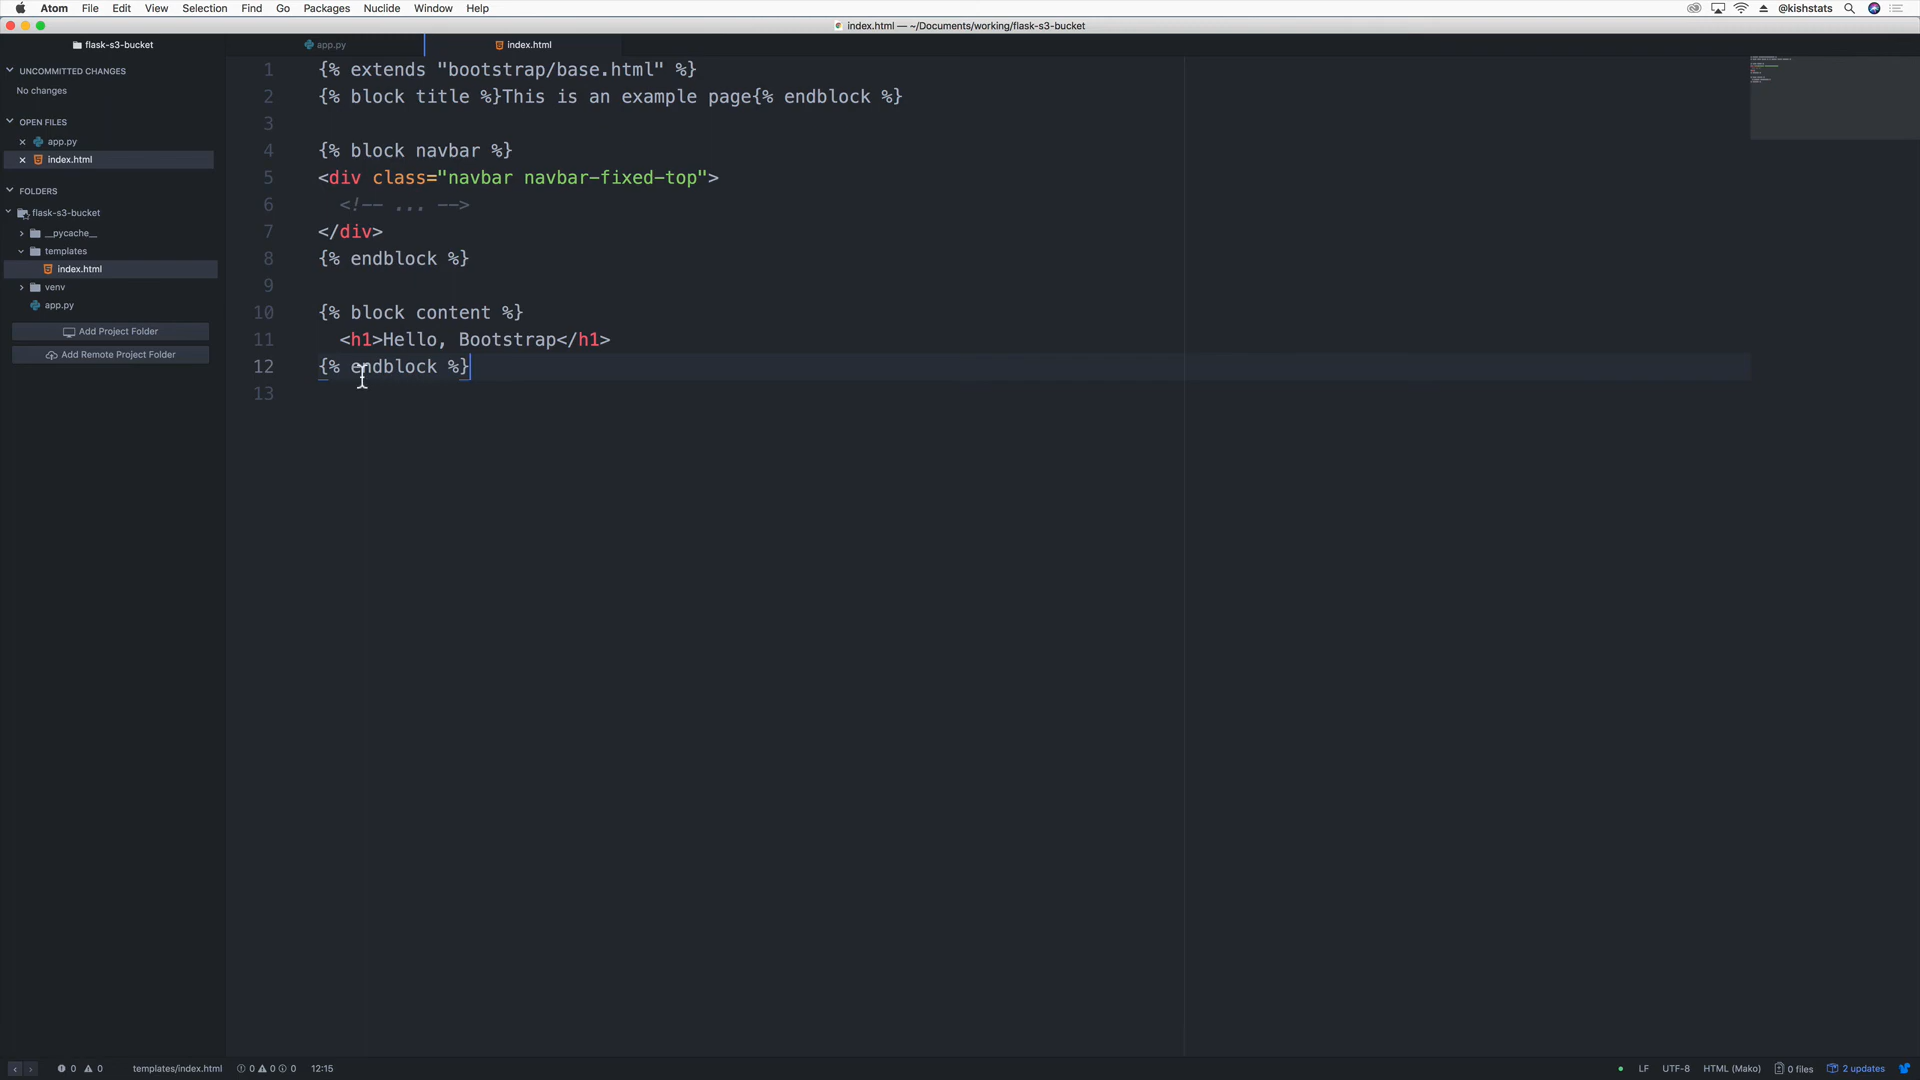 Atom File Edit View Selection Find Go Packages Nuclide Window Help @kishstats
index.html — ~/Documents/working/flask-s3-bucket
flask-s3-bucket app.py index.html
UNCOMMITTED CHANGES
No changes
OPEN FILES
app.py
index.html
FOLDERS
flask-s3-bucket
__pycache__
templates
index.html
venv
app.py
Add Project Folder
Add Remote Project Folder
1 {% extends "bootstrap/base.html" %}
2 {% block title %}This is an example page{% endblock %}
3
4 {% block navbar %}
5 <div class="navbar navbar-fixed-top">
6 <!-- ... -->
7 </div>
8 {% endblock %}
9
10 {% block content %}
11 <h1>Hello, Bootstrap</h1>
12 {% endblock %}
13
0 0 templates/index.html 0 0 0 12:15 LF UTF-8 HTML (Mako) 0 files 2 updates